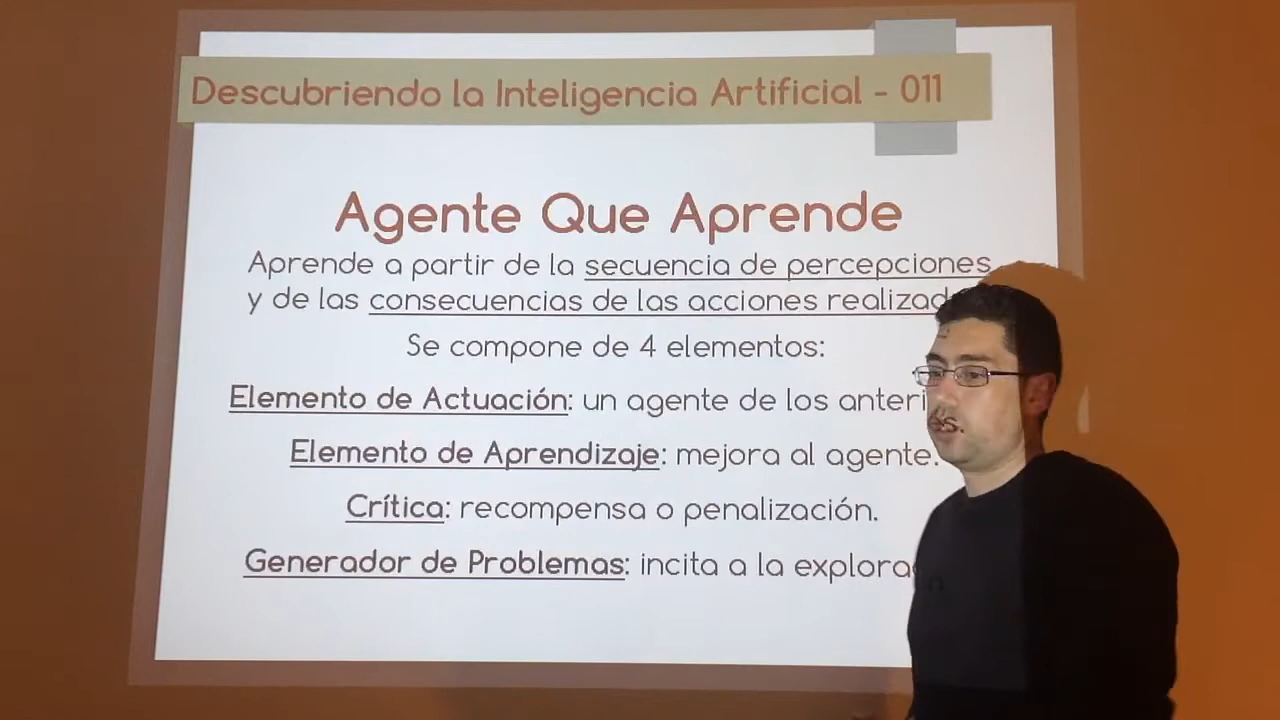 Descubriendo la Inteligencia Artificial - 011
Agente Que Aprende
Aprende a partir de la secuencia de percepciones
y de las consecuencias de las acciones
Se compone de 4 elementos:
Elemento de Actuación: un agente de los
Elemento de Aprendizaje: mejora al agente.
Crítica: recompensa o penalización.
Generador de Problemas: incita a la